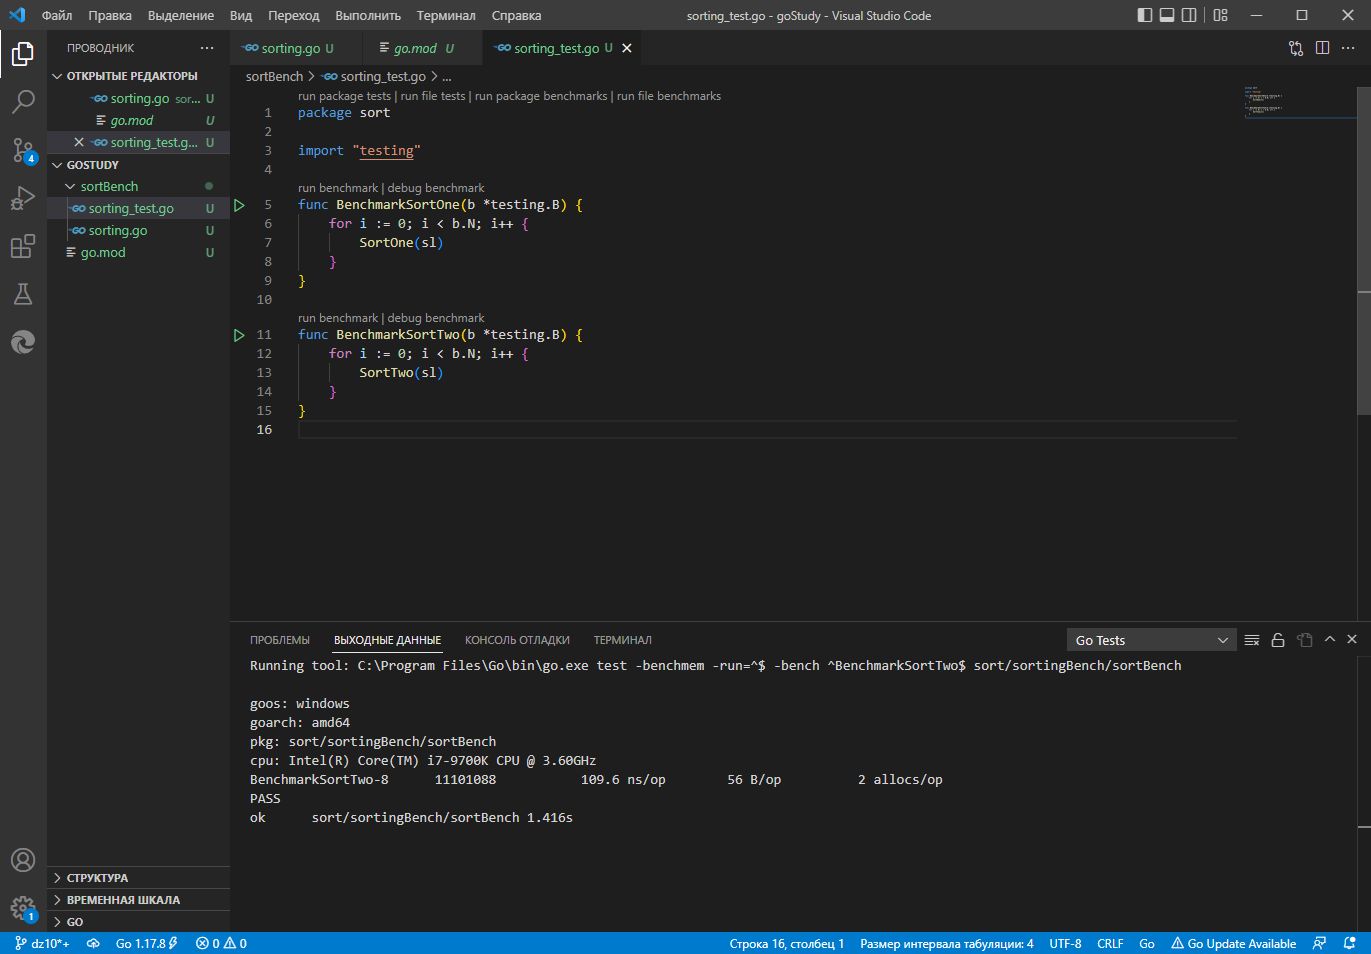 Файл Правка Выделение Вид Переход Выполнить Терминал Справка
sorting_test.go - goStudy - Visual Studio Code
ПРОВОДНИК
ОТКРЫТЫЕ РЕДАКТОРЫ
sorting.go sor... U
go.mod U
sorting_test.g... U
GOSTUDY
sortBench
sorting_test.go U
sorting.go U
go.mod U
4
1
СТРУКТУРА
ВРЕМЕННАЯ ШКАЛА
GO
sorting.go U
go.mod U
sorting_test.go U
sortBench > sorting_test.go > ...
run package tests | run file tests | run package benchmarks | run file benchmarks
1 package sort
2
3 import "testing"
4
run benchmark | debug benchmark
5 func BenchmarkSortOne(b *testing.B) {
6 for i := 0; i < b.N; i++ {
7 SortOne(sl)
8 }
9 }
10
run benchmark | debug benchmark
11 func BenchmarkSortTwo(b *testing.B) {
12 for i := 0; i < b.N; i++ {
13 SortTwo(sl)
14 }
15 }
16
ПРОБЛЕМЫ ВЫХОДНЫЕ ДАННЫЕ КОНСОЛЬ ОТЛАДКИ ТЕРМИНАЛ
Go Tests
Running tool: C:\Program Files\Go\bin\go.exe test -benchmem -run=^$ -bench ^BenchmarkSortTwo$ sort/sortingBench/sortBench
goos: windows
goarch: amd64
pkg: sort/sortingBench/sortBench
cpu: Intel(R) Core(TM) i7-9700K CPU @ 3.60GHz
BenchmarkSortTwo-8 11101088 109.6 ns/op 56 B/op 2 allocs/op
PASS
ok sort/sortingBench/sortBench 1.416s
dz10*+ Go 1.17.8 0 0 Строка 16, столбец 1 Размер интервала табуляции: 4 UTF-8 CRLF Go Go Update Available